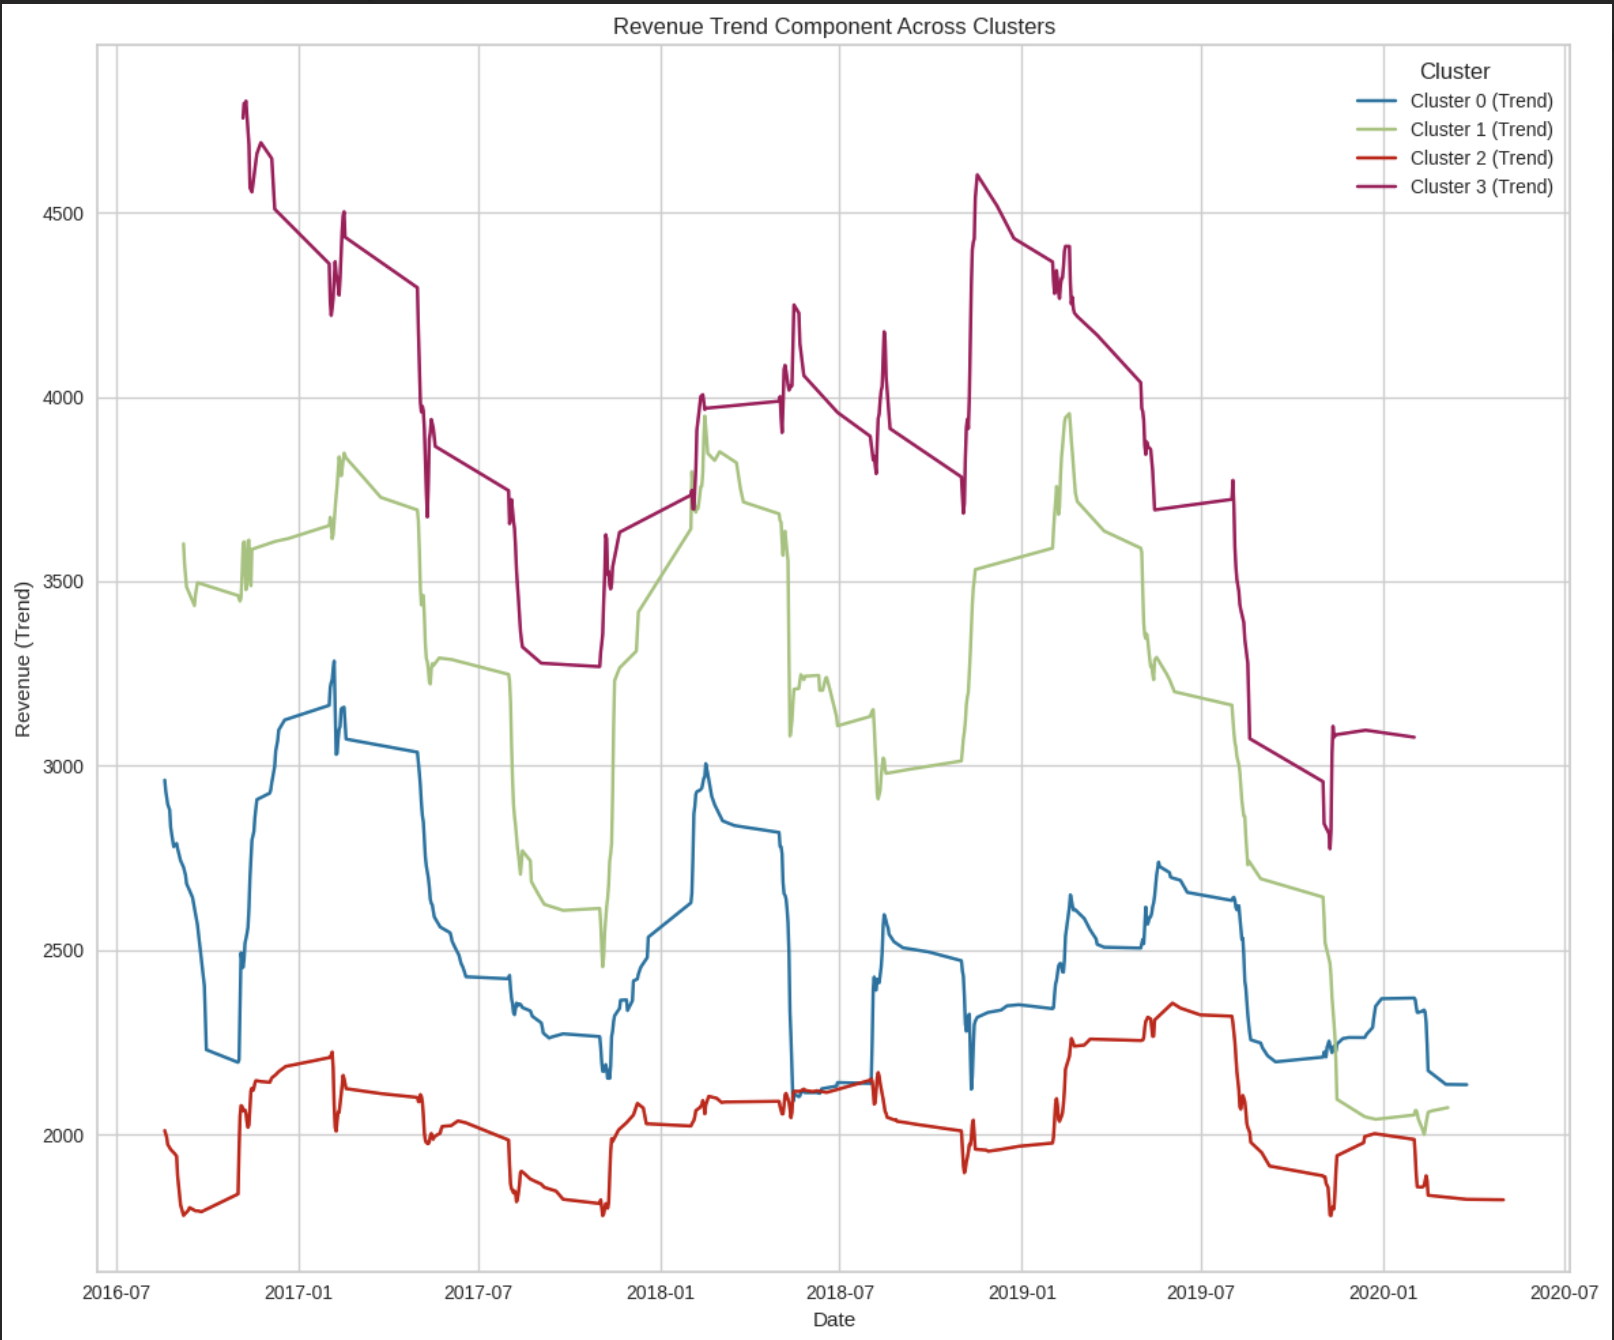 Revenue Trend Component Across Clusters
Cluster
Cluster 0 (Trend)
Cluster 1 (Trend)
Cluster 2 (Trend)
Cluster 3 (Trend)
4500
4000
3500
3000
2500
2000
Revenue (Trend)
2016-07 2017-01 2017-07 2018-01 2018-07 2019-01 2019-07 2020-01 2020-07
Date